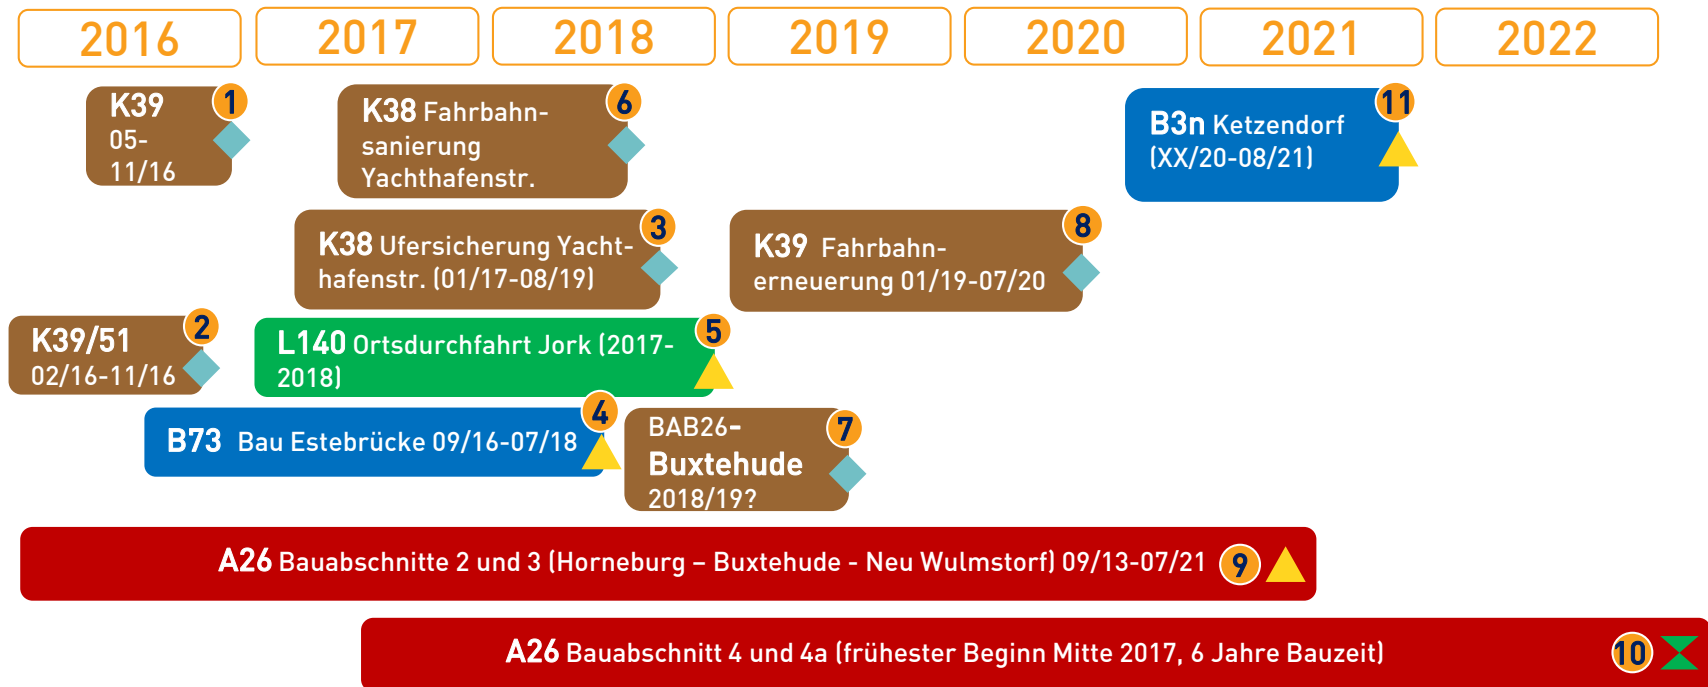 2016 2017 2018 2019 2020 2021 2022
K39
05-
11/16
1
K38 Fahrbahn-
sanierung
Yachthafenstr.
6
B3n Ketzendorf
(XX/20-08/21)
11
K38 Ufersicherung Yacht-
hafenstr. (01/17-08/19)
3
K39 Fahrbahn-
erneuerung 01/19-07/20
8
K39/51
02/16-11/16
2
L140 Ortsdurchfahrt Jork (2017-
2018)
5
B73 Bau Estebrücke 09/16-07/18
4
BAB26-
Buxtehude
2018/19?
7
A26 Bauabschnitte 2 und 3 (Horneburg – Buxtehude - Neu Wulmstorf) 09/13-07/21
9
A26 Bauabschnitt 4 und 4a (frühester Beginn Mitte 2017, 6 Jahre Bauzeit)
10